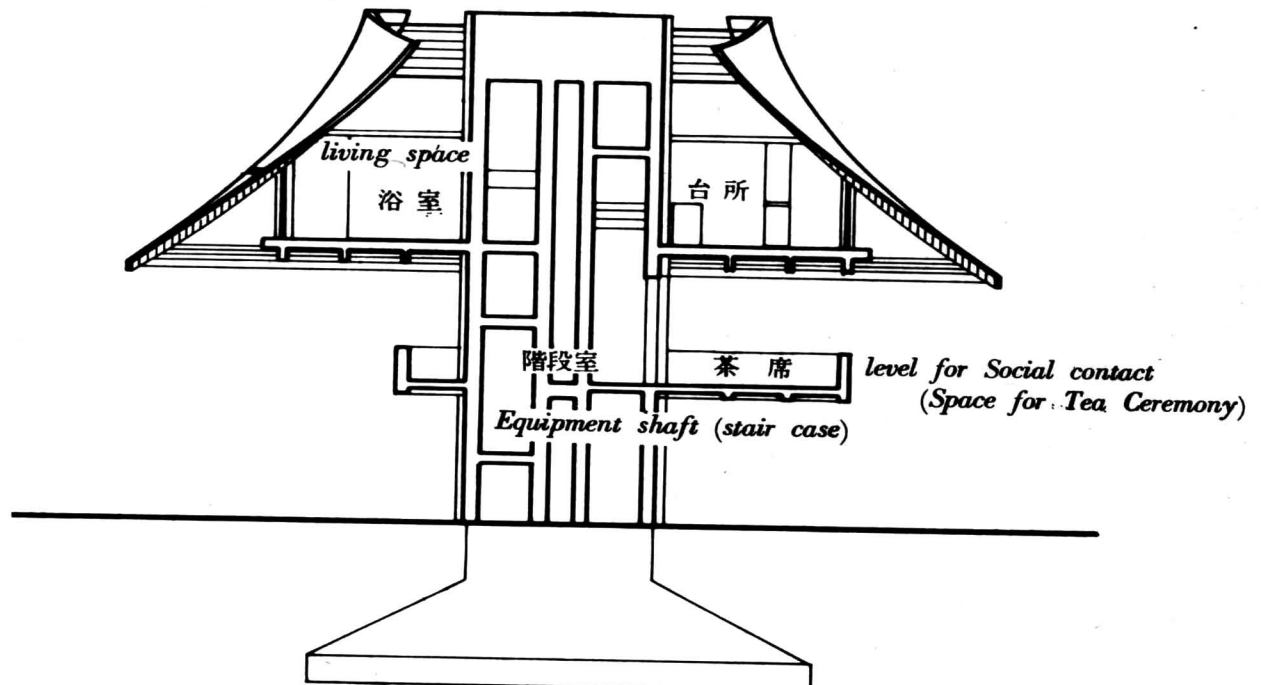 living space
浴室
台所
階段室
茶席
level for Social contact
(Space for Tea Ceremony)
Equipment shaft (stair case)